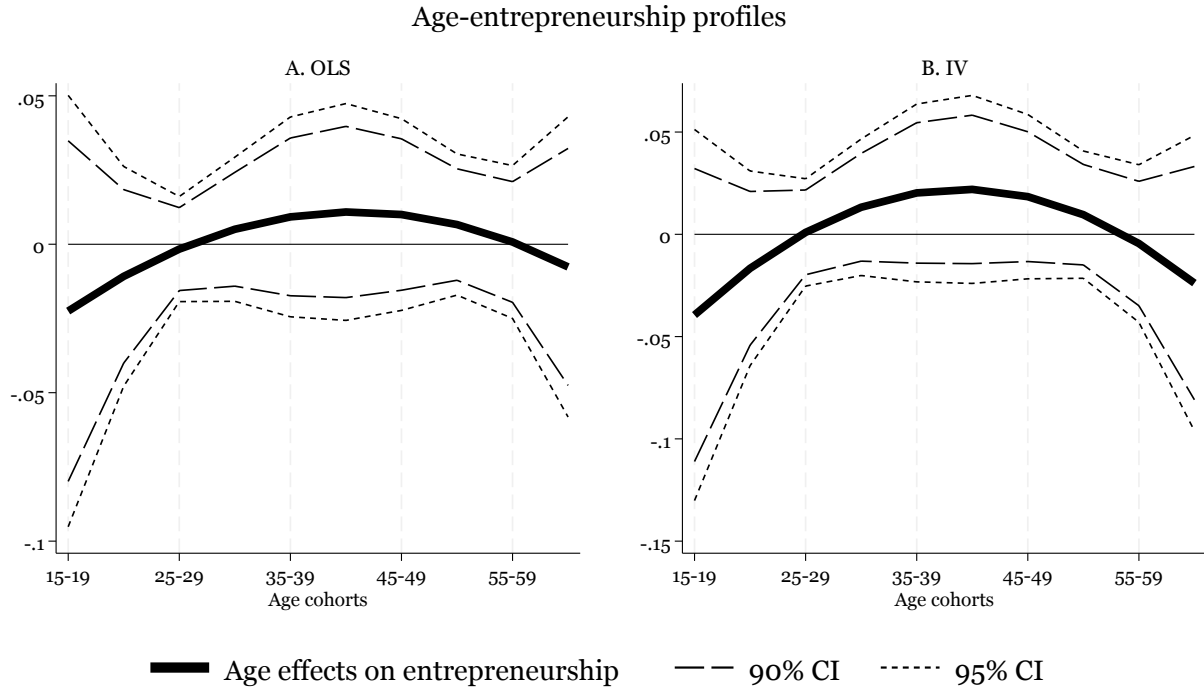 Age-entrepreneurship profiles
A. OLS
.05
0
-.05
-.1
15-19 25-29 35-39 45-49 55-59
Age cohorts
B. IV
.05
0
-.05
-.1
-.15
15-19 25-29 35-39 45-49 55-59
Age cohorts
Age effects on entrepreneurship 90% CI 95% CI